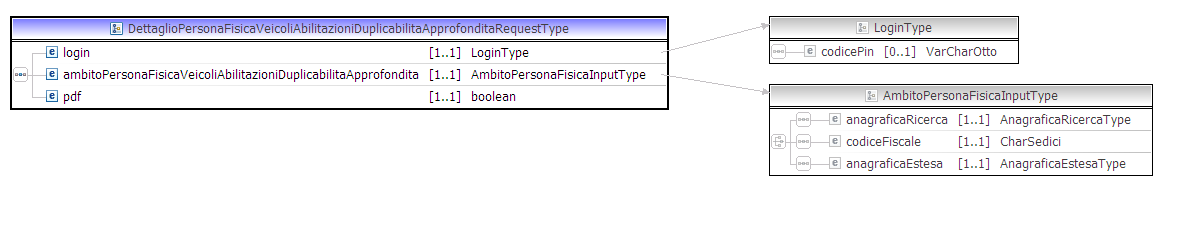 DettaglioPersonaFisicaVeicoliAbilitazioniDuplicabilitaApprofonditaRequestType
e login [1..1] LoginType
e ambitoPersonaFisicaVeicoliAbilitazioniDuplicabilitaApprofondita [1..1] AmbitoPersonaFisicaInputType
e pdf [1..1] boolean
LoginType
e codicePin [0..1] VarCharOtto
AmbitoPersonaFisicaInputType
e anagraficaRicerca [1..1] AnagraficaRicercaType
e codiceFiscale [1..1] CharSedici
e anagraficaEstesa [1..1] AnagraficaEstesaType